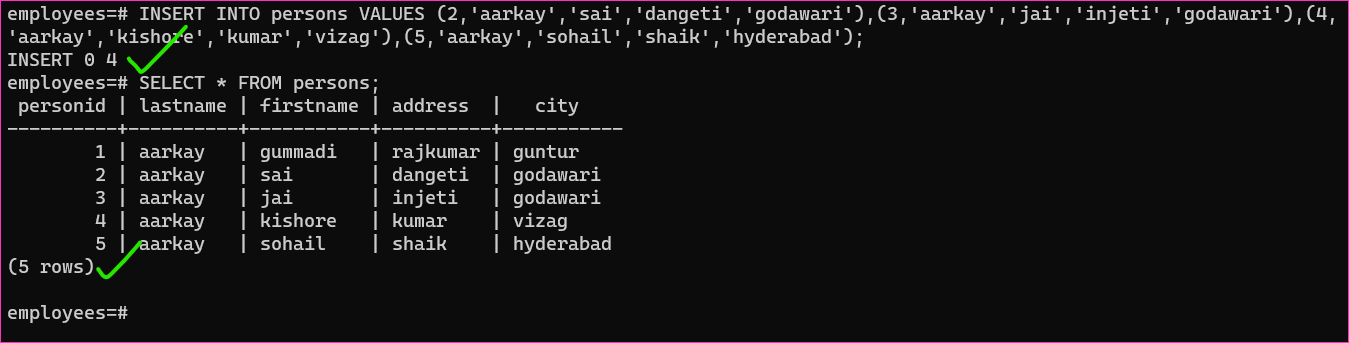 employees=# INSERT INTO persons VALUES (2,'aarkay','sai','dangeti','godawari'),(3,'aarkay','jai','injeti','godawari'),(4,
'aarkay','kishore','kumar','vizag'),(5,'aarkay','sohail','shaik','hyderabad');
INSERT 0 4
employees=# SELECT * FROM persons;
 personid | lastname | firstname | address  |   city
----------+----------+-----------+----------+-----------
        1 | aarkay   | gummadi   | rajkumar | guntur
        2 | aarkay   | sai       | dangeti  | godawari
        3 | aarkay   | jai       | injeti   | godawari
        4 | aarkay   | kishore   | kumar    | vizag
        5 | aarkay   | sohail    | shaik    | hyderabad
(5 rows)
employees=#